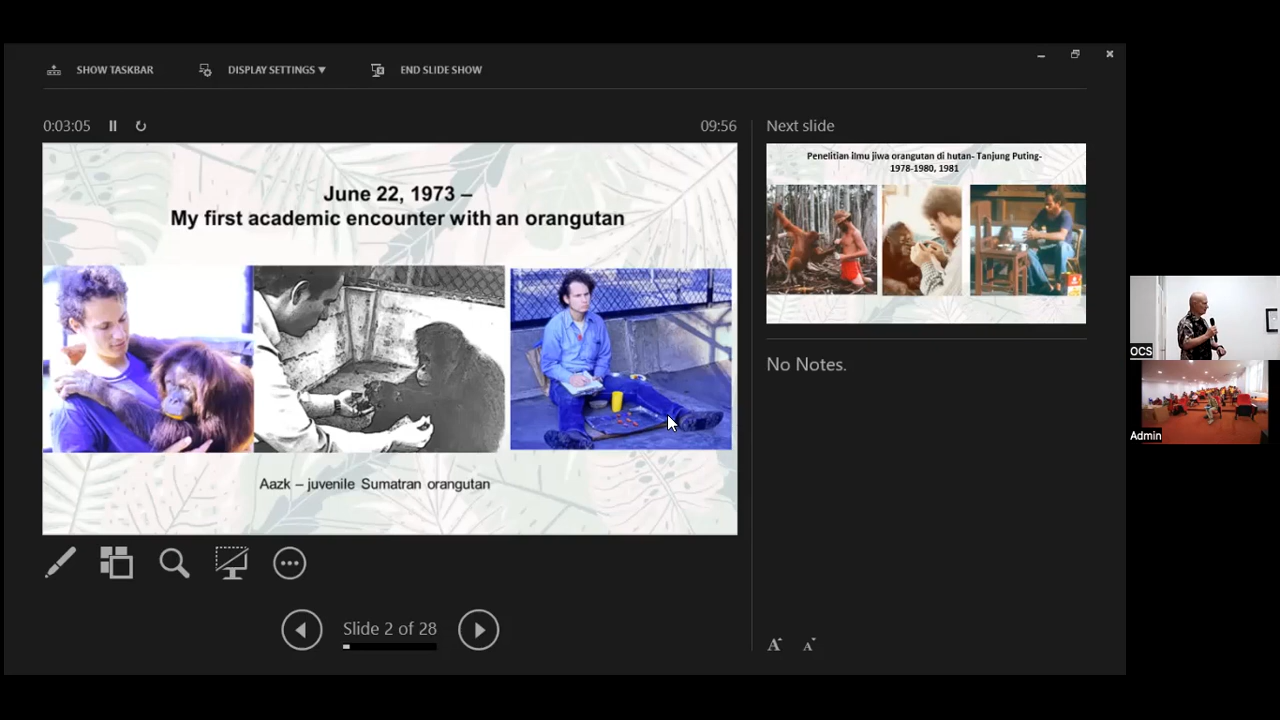 SHOW TASKBAR
DISPLAY SETTINGS ▼
END SLIDE SHOW
0:03:05
09:56
Next slide
June 22, 1973 –
My first academic encounter with an orangutan
Aazk – juvenile Sumatran orangutan
Penelitian ilmu jiwa orangutan di hutan- Tanjung Puting-
1978-1980, 1981
No Notes.
OCS
Admin
Slide 2 of 28
A
A